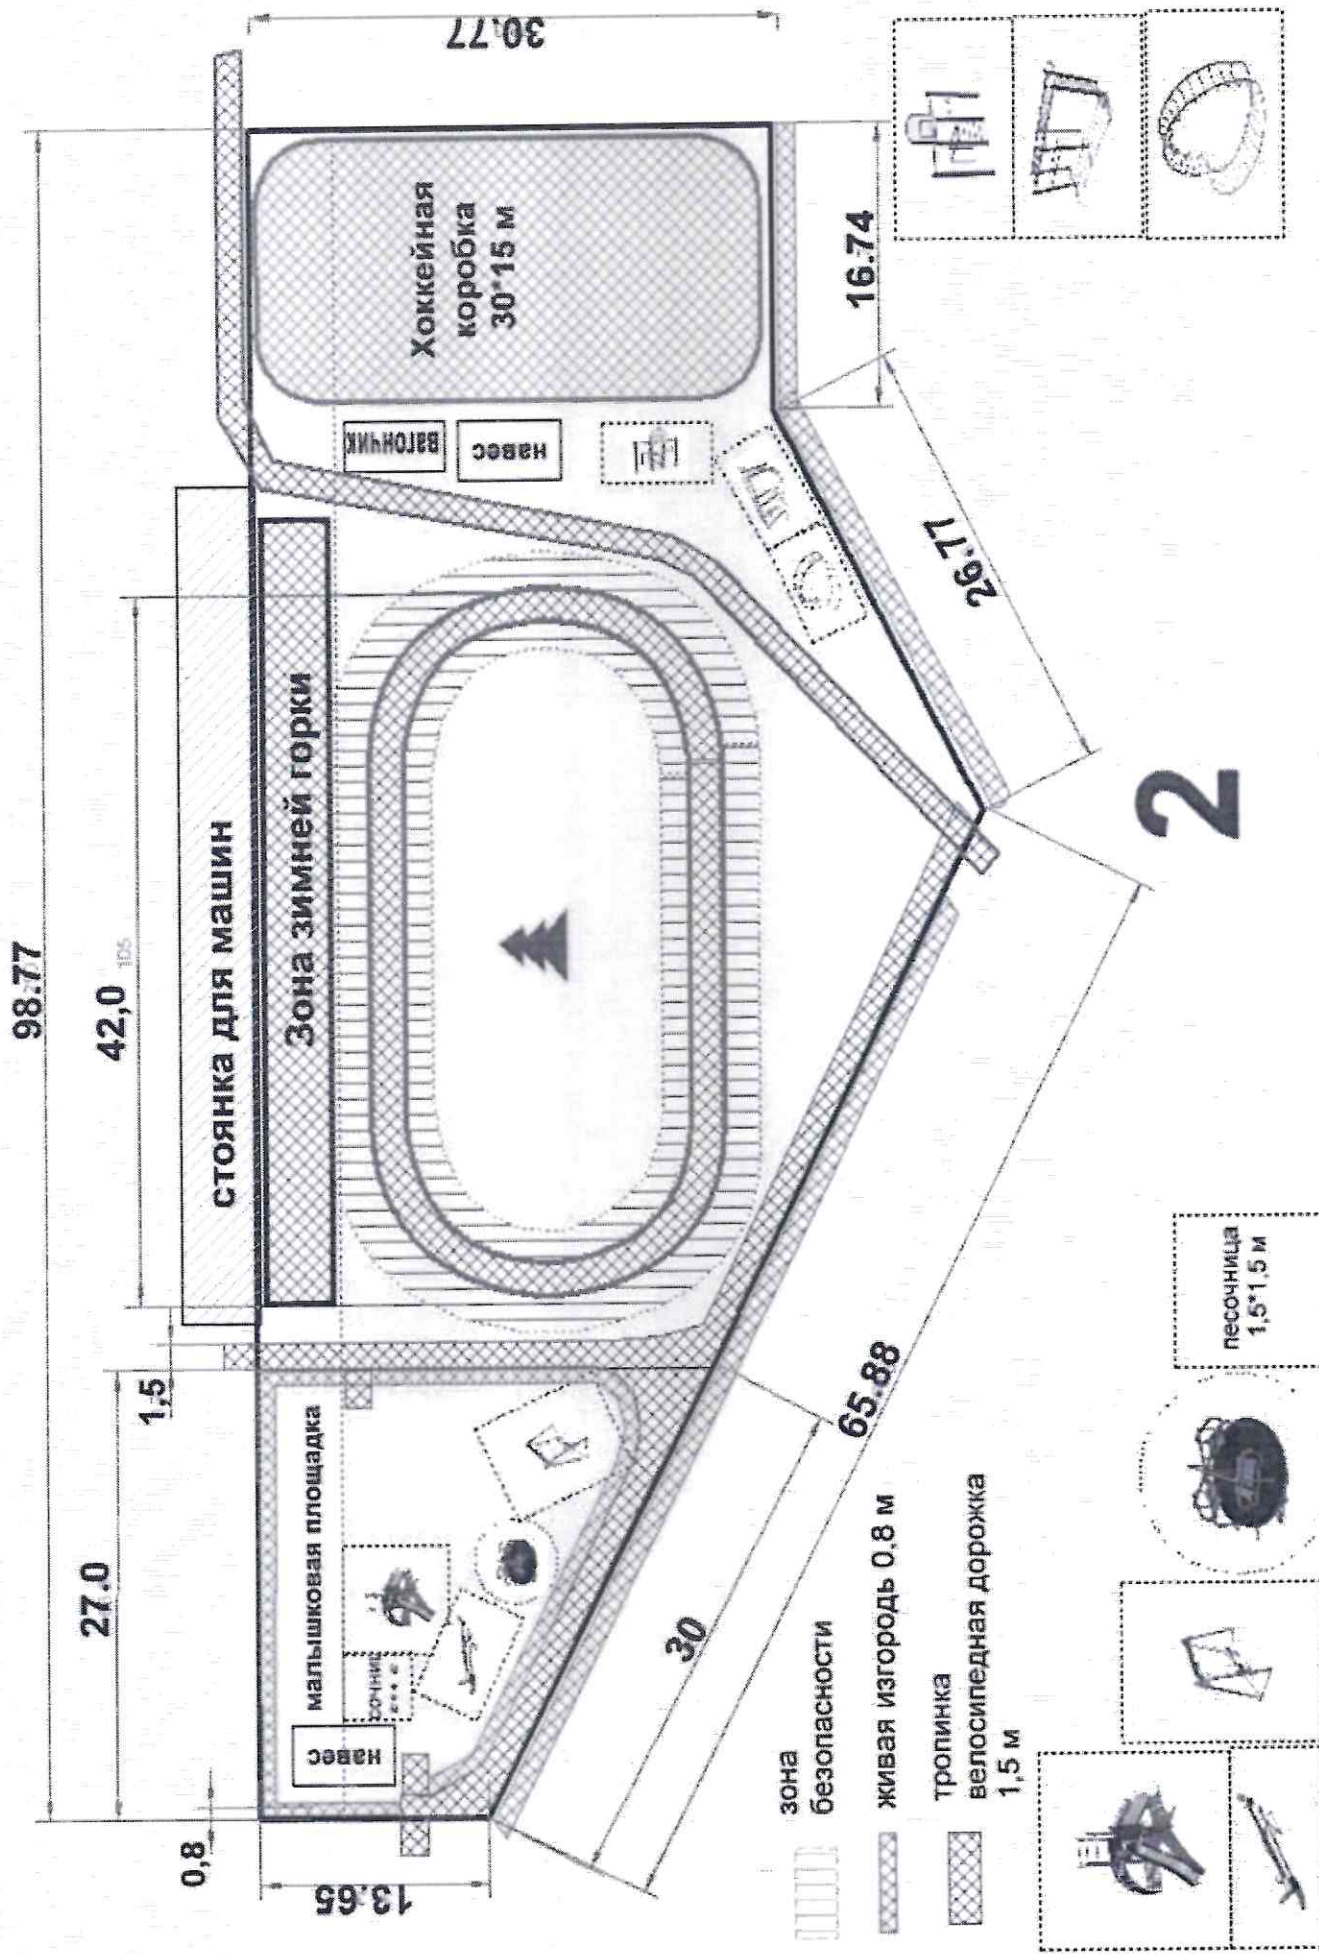 98.77
42,0
105
27.0
1,5
0,8
13.65
30.77
16.74
26.77
65.88
30
стоянка для машин
Зона зимней горки
малышковая площадка
навес
вагончик
навес
Хоккейная
коробка
30*15 м
2
зона
безопасности
живая изгородь 0,8 м
тропинка
велосипедная дорожка
1,5 м
песочница
1,5*1,5 м